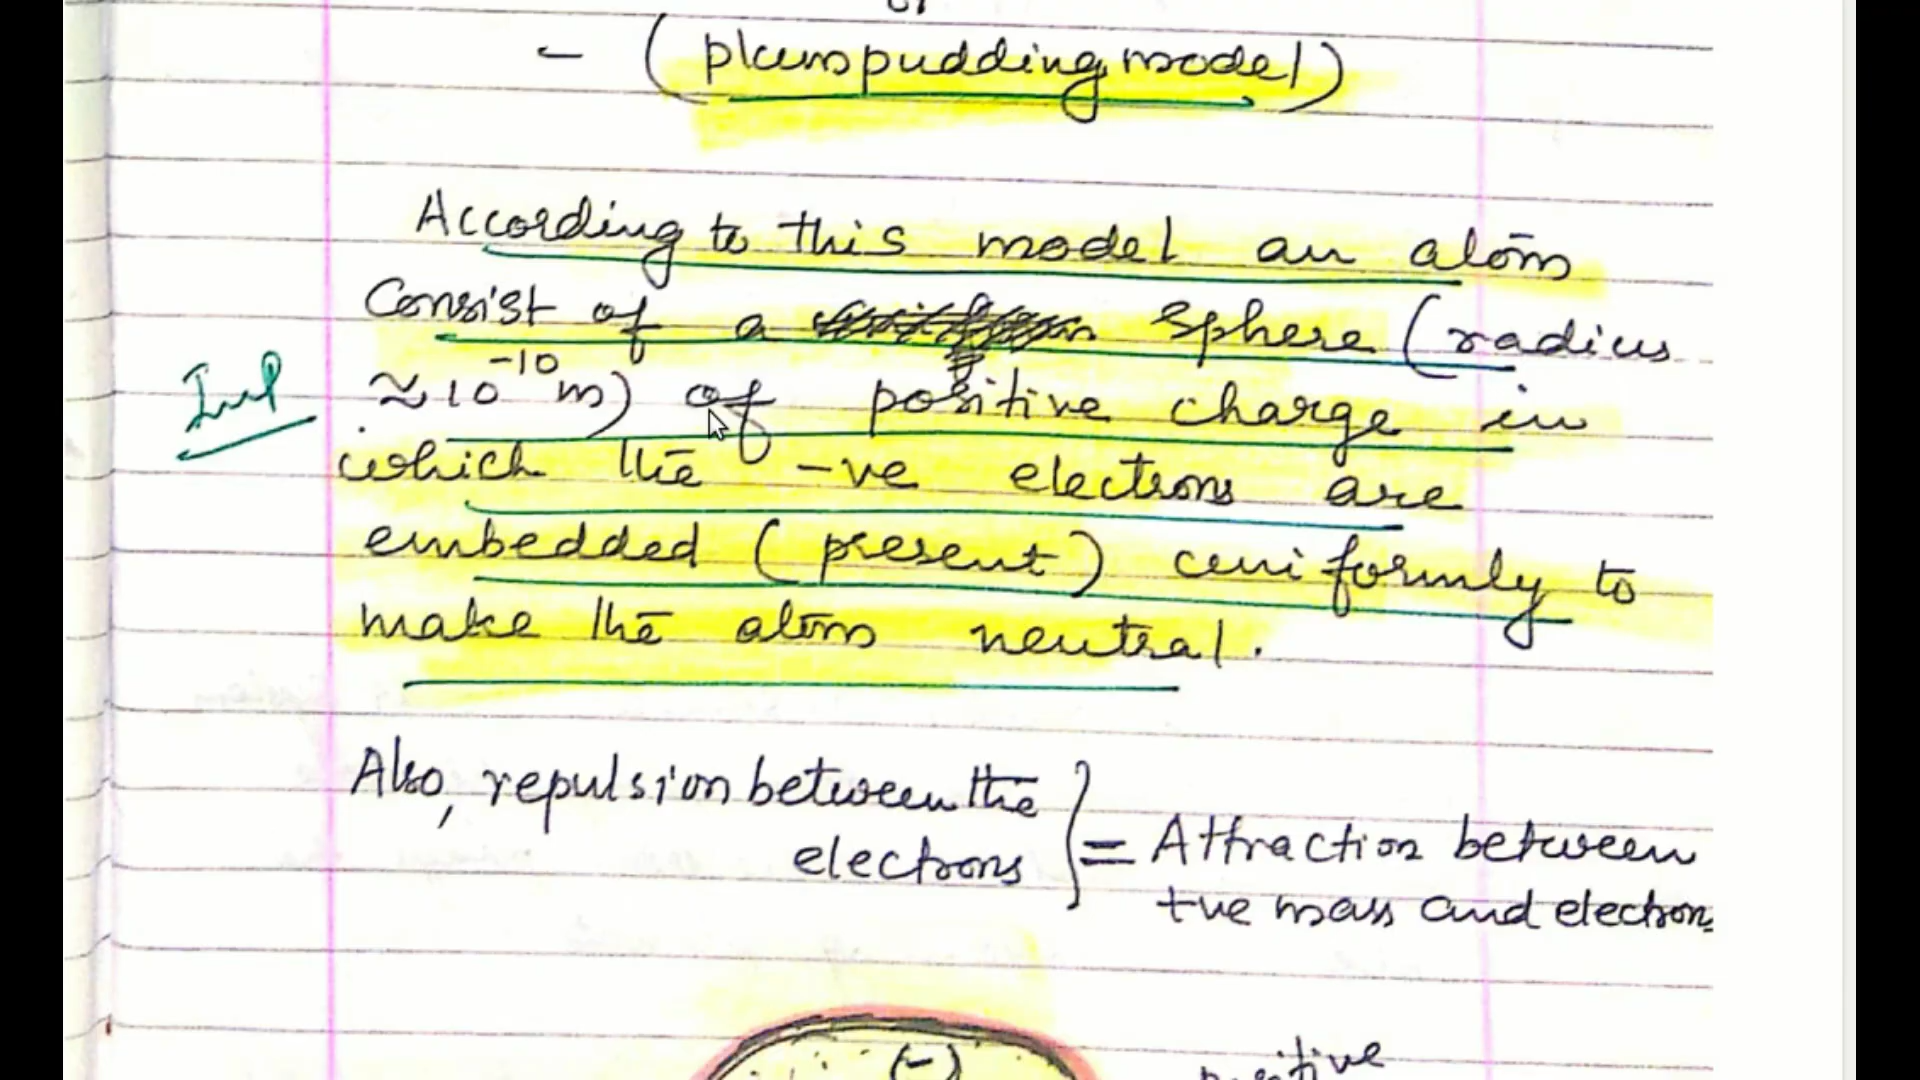 - (plum pudding model)
According to this model an atom
Consist of a sphere (radius
≈ 10⁻¹⁰ m) of positive charge in
Imp
which the -ve electrons are
embedded (present) uniformly to
make the atom neutral.
Also, repulsion between the
electrons } = Attraction between
+ve mass and electron
(-)
positive